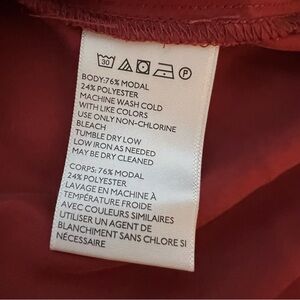 30 P
BODY:76% MODAL
24% POLYESTER
MACHINE WASH COLD
WITH LIKE COLORS
USE ONLY NON-CHLORINE
BLEACH
TUMBLE DRY LOW
LOW IRON AS NEEDED
MAY BE DRY CLEANED
CORPS: 76% MODAL
24% POLYESTER
LAVAGE EN MACHINE À
TEMPÉRATURE FROIDE
AVEC COULEURS SIMILAIRES
UTILISER UN AGENT DE
BLANCHIMENT SANS CHLORE SI
NÉCESSAIRE